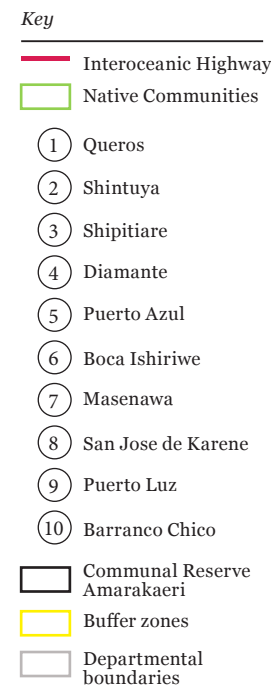 Key
Interoceanic Highway
Native Communities
1 Queros
2 Shintuya
3 Shipitiare
4 Diamante
5 Puerto Azul
6 Boca Ishiriwe
7 Masenawa
8 San Jose de Karene
9 Puerto Luz
10 Barranco Chico
Communal Reserve
Amarakaeri
Buffer zones
Departmental
boundaries